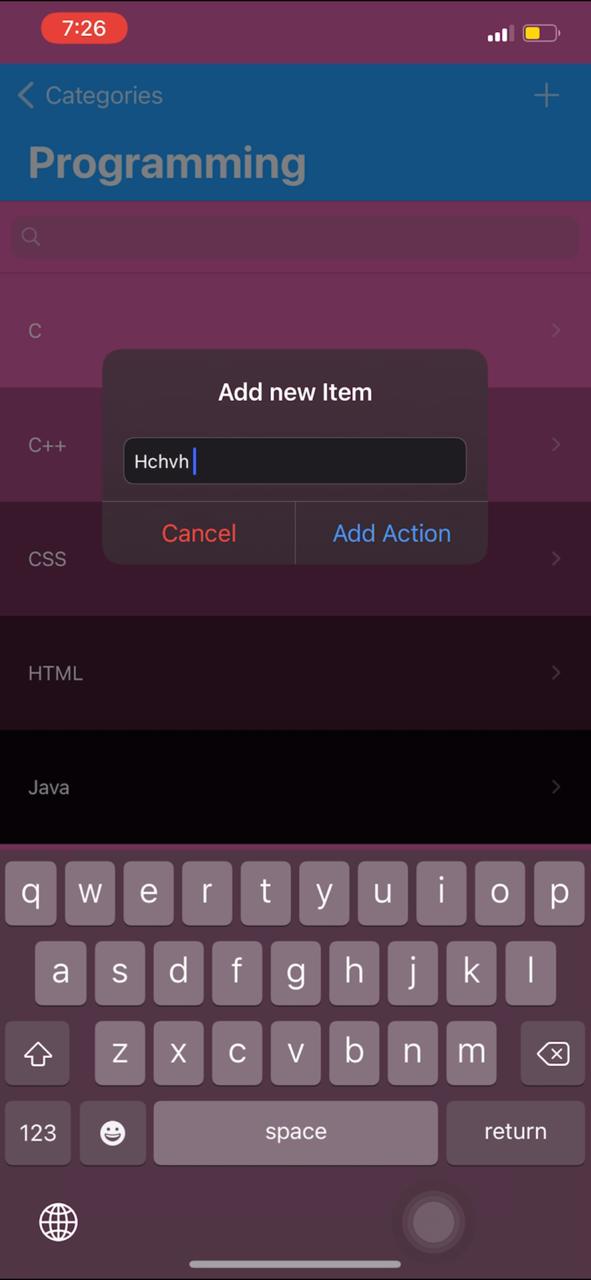 7:26
Categories
Programming
C
Add new Item
C++
Hchvh
Cancel Add Action
CSS
HTML
Java
q w e r t y u i o p
a s d f g h j k l
z x c v b n m
123 space return